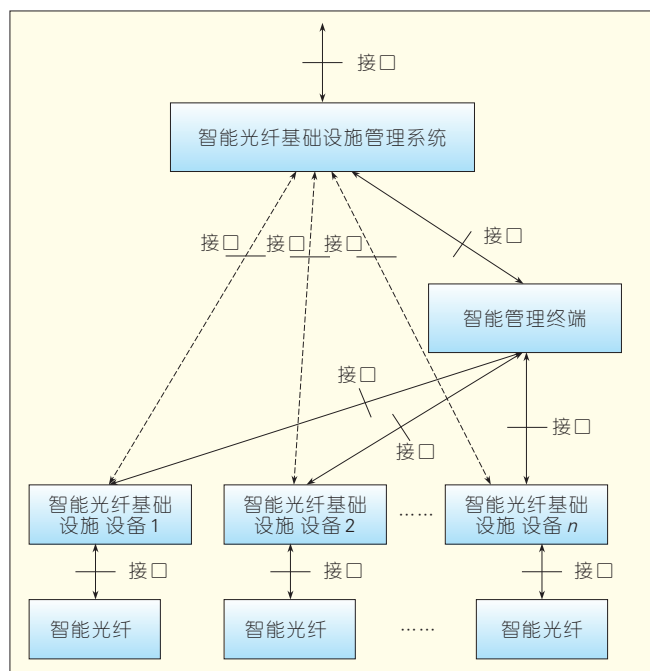 接口
智能光纤基础设施管理系统
接口 接口 接口
接口
智能管理终端
接口
接口
接口
智能光纤基础
设施 设备 1
智能光纤基础
设施 设备 2
……
智能光纤基础
设施 设备 n
接口
接口
接口
智能光纤
智能光纤
……
智能光纤